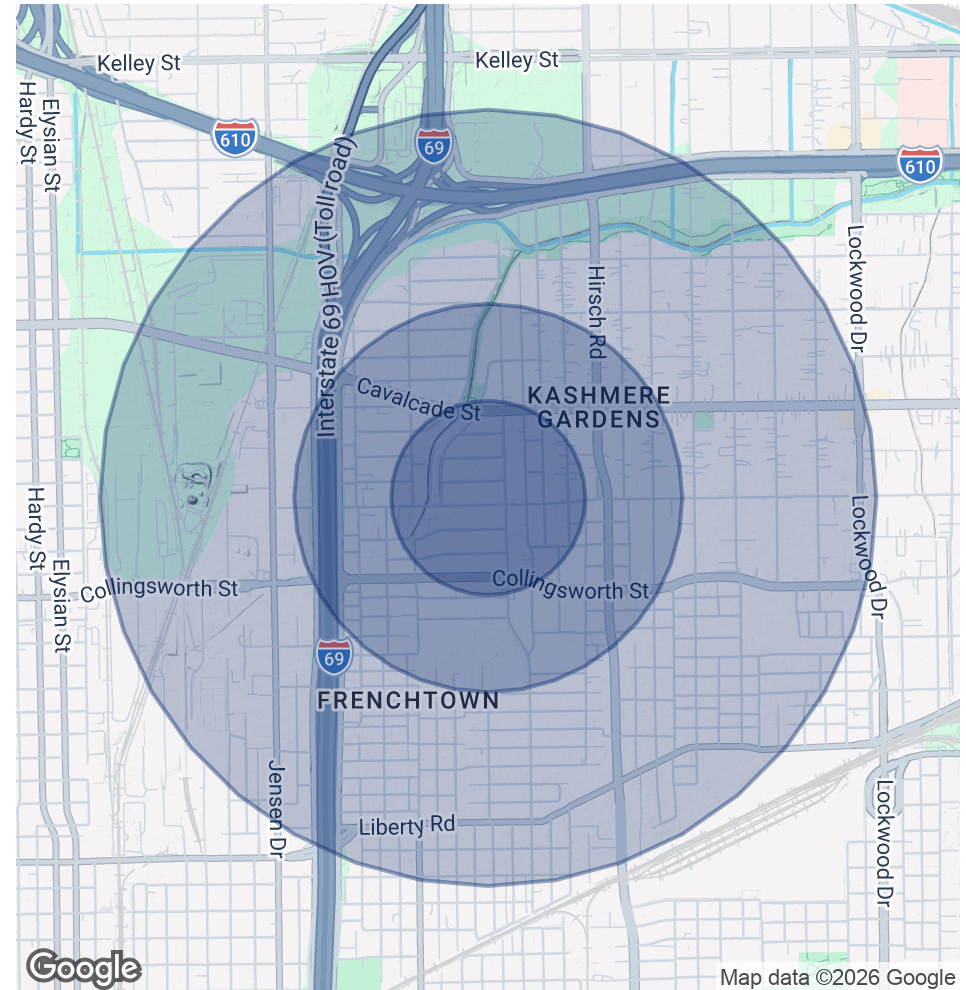 Kelley St
Kelley St
Hardy St
Elysian St
610
69
610
Interstate 69 HOV (Toll road)
Lockwood Dr
Hirsch Rd
Cavalcade St
KASHMERE
GARDENS
Hardy St
Elysian St
Lockwood Dr
Collingsworth St
Collingsworth St
69
FRENCHTOWN
Jensen Dr
Liberty Rd
Lockwood Dr
Google
Map data ©2026 Google